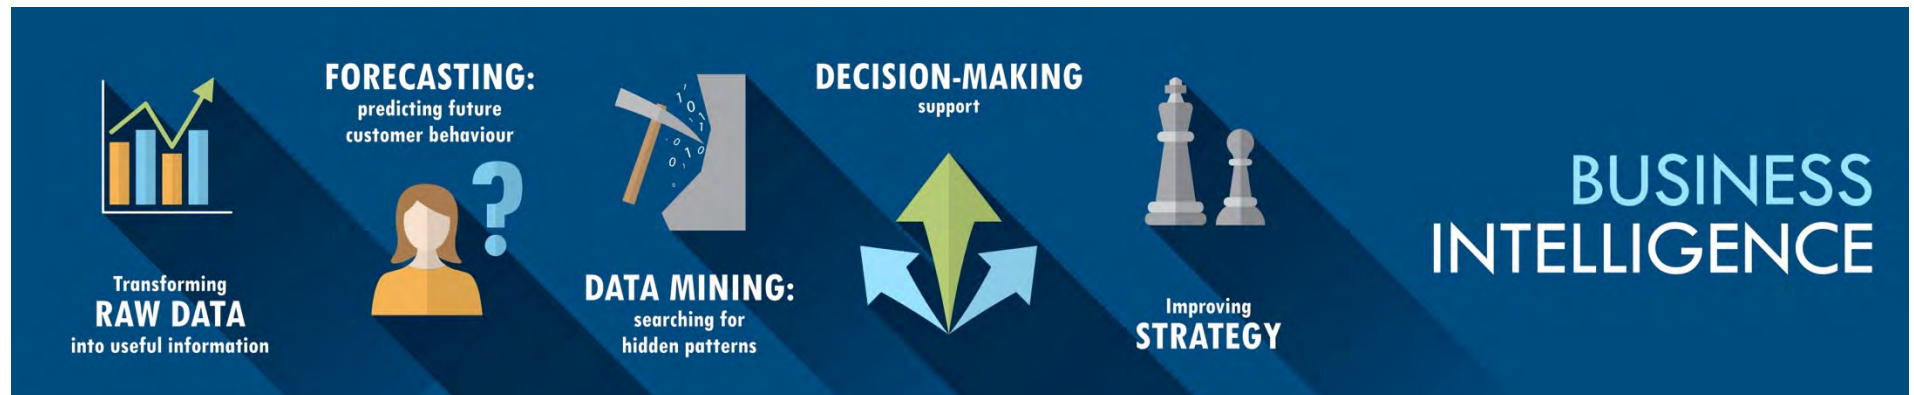 Transforming
RAW DATA
into useful information
FORECASTING:
predicting future
customer behaviour
?
DATA MINING:
searching for
hidden patterns
DECISION-MAKING
support
Improving
STRATEGY
BUSINESS
INTELLIGENCE